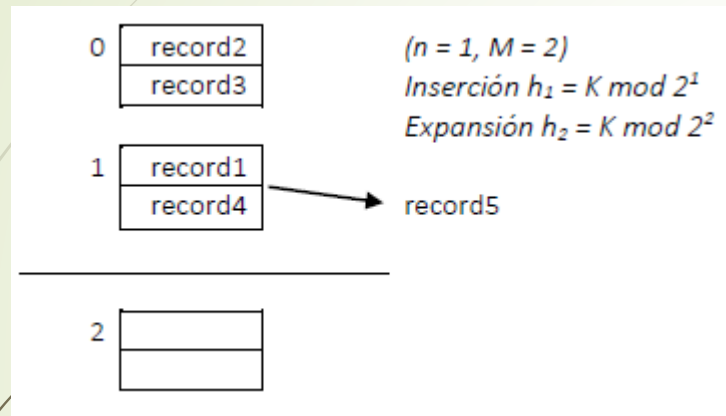 0 record2 (n = 1, M = 2)
record3 Inserción h₁ = K mod 2¹
Expansión h₂ = K mod 2²
1 record1
record4 record5
2